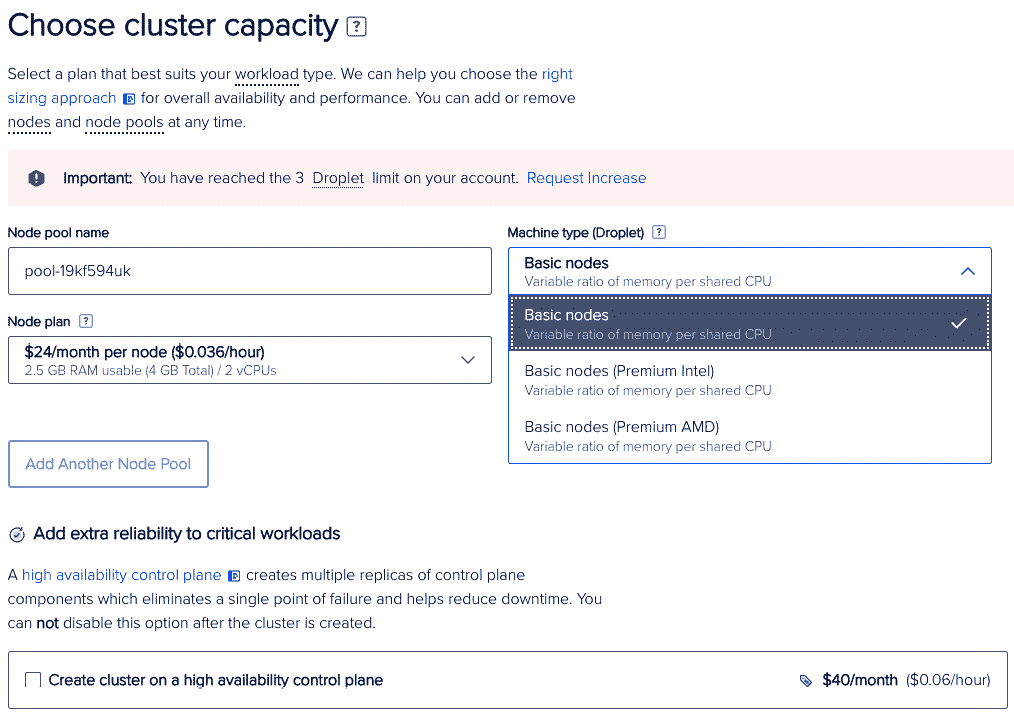 Choose cluster capacity ?
Select a plan that best suits your workload type. We can help you choose the right
sizing approach for overall availability and performance. You can add or remove
nodes and node pools at any time.
Important: You have reached the 3 Droplet limit on your account. Request Increase
Node pool name
pool-19kf594uk
Machine type (Droplet) ?
Basic nodes
Variable ratio of memory per shared CPU
Basic nodes
Variable ratio of memory per shared CPU
Basic nodes (Premium Intel)
Variable ratio of memory per shared CPU
Basic nodes (Premium AMD)
Variable ratio of memory per shared CPU
Node plan ?
$24/month per node ($0.036/hour)
2.5 GB RAM usable (4 GB Total) / 2 vCPUs
Add Another Node Pool
Add extra reliability to critical workloads
A high availability control plane creates multiple replicas of control plane
components which eliminates a single point of failure and helps reduce downtime. You
can not disable this option after the cluster is created.
Create cluster on a high availability control plane $40/month ($0.06/hour)